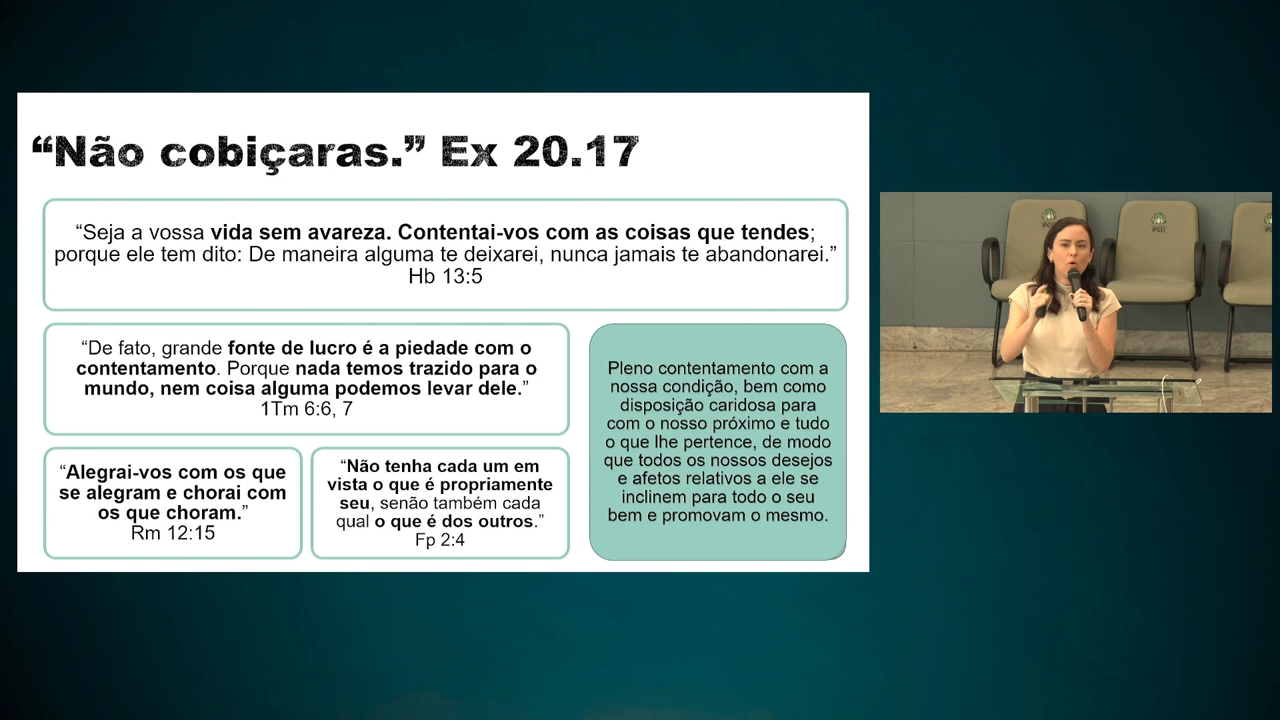 “Não cobiçaras.” Ex 20.17
“Seja a vossa vida sem avareza. Contentai-vos com as coisas que tendes;
porque ele tem dito: De maneira alguma te deixarei, nunca jamais te abandonarei.”
Hb 13:5
“De fato, grande fonte de lucro é a piedade com o
contentamento. Porque nada temos trazido para o
mundo, nem coisa alguma podemos levar dele.”
1Tm 6:6, 7
“Alegrai-vos com os que
se alegram e chorai com
os que choram.”
Rm 12:15
“Não tenha cada um em
vista o que é propriamente
seu, senão também cada
qual o que é dos outros.”
Fp 2:4
Pleno contentamento com a
nossa condição, bem como
disposição caridosa para
com o nosso próximo e tudo
o que lhe pertence, de modo
que todos os nossos desejos
e afetos relativos a ele se
inclinem para todo o seu
bem e promovam o mesmo.